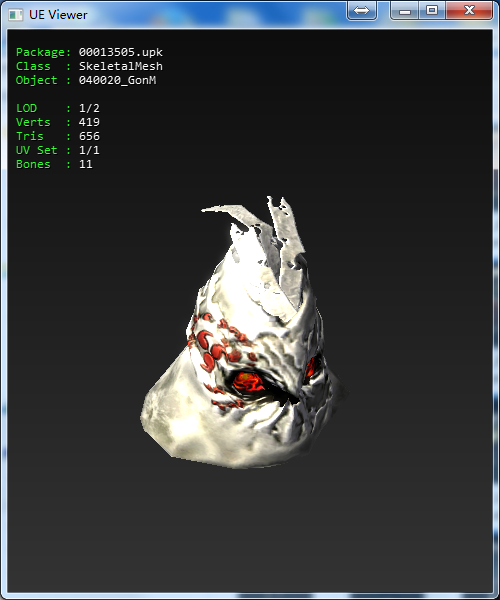 UE Viewer
Package: 00013505.upk
Class : SkeletalMesh
Object : 040020_GonM
LOD : 1/2
Verts : 419
Tris : 656
UV Set : 1/1
Bones : 11